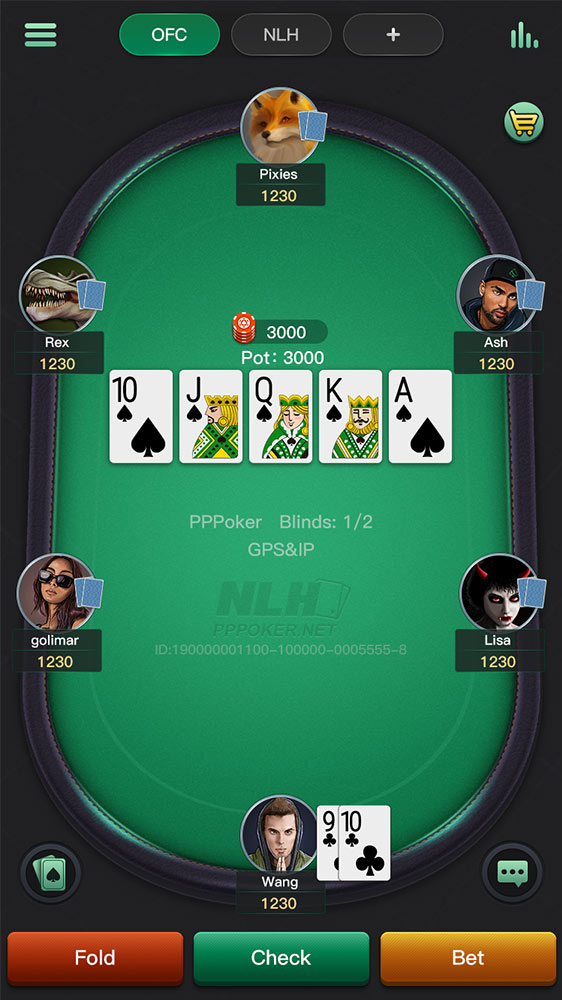 OFC NLH +
Pixies
1230
Rex
1230
Ash
1230
3000
Pot: 3000
10 J Q K A
PPPoker Blinds: 1/2
GPS&IP
NLH
PPPOKER.NET
ID:190000001100-100000-0005555-8
golimar
1230
Lisa
1230
9 10
Wang
1230
Fold Check Bet